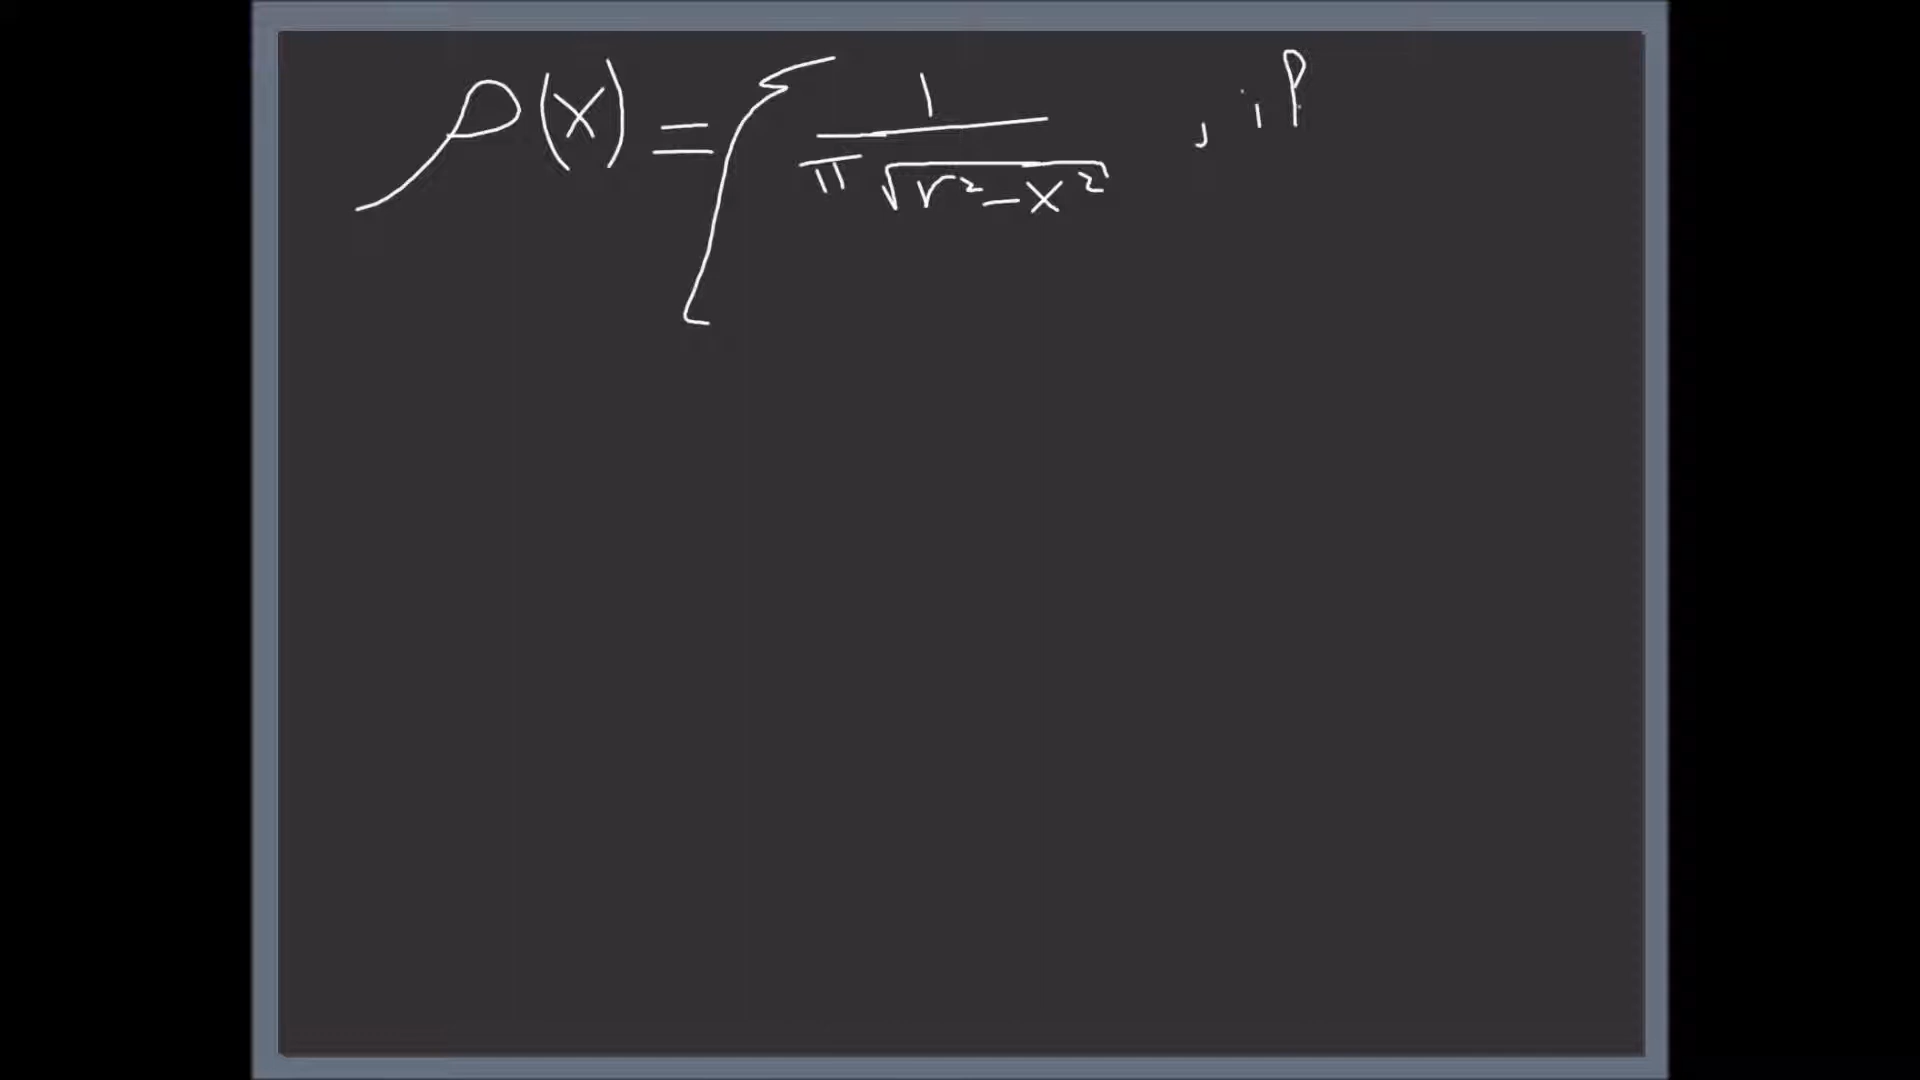 ρ(x) = { 1 / π √(r² - x²) , if